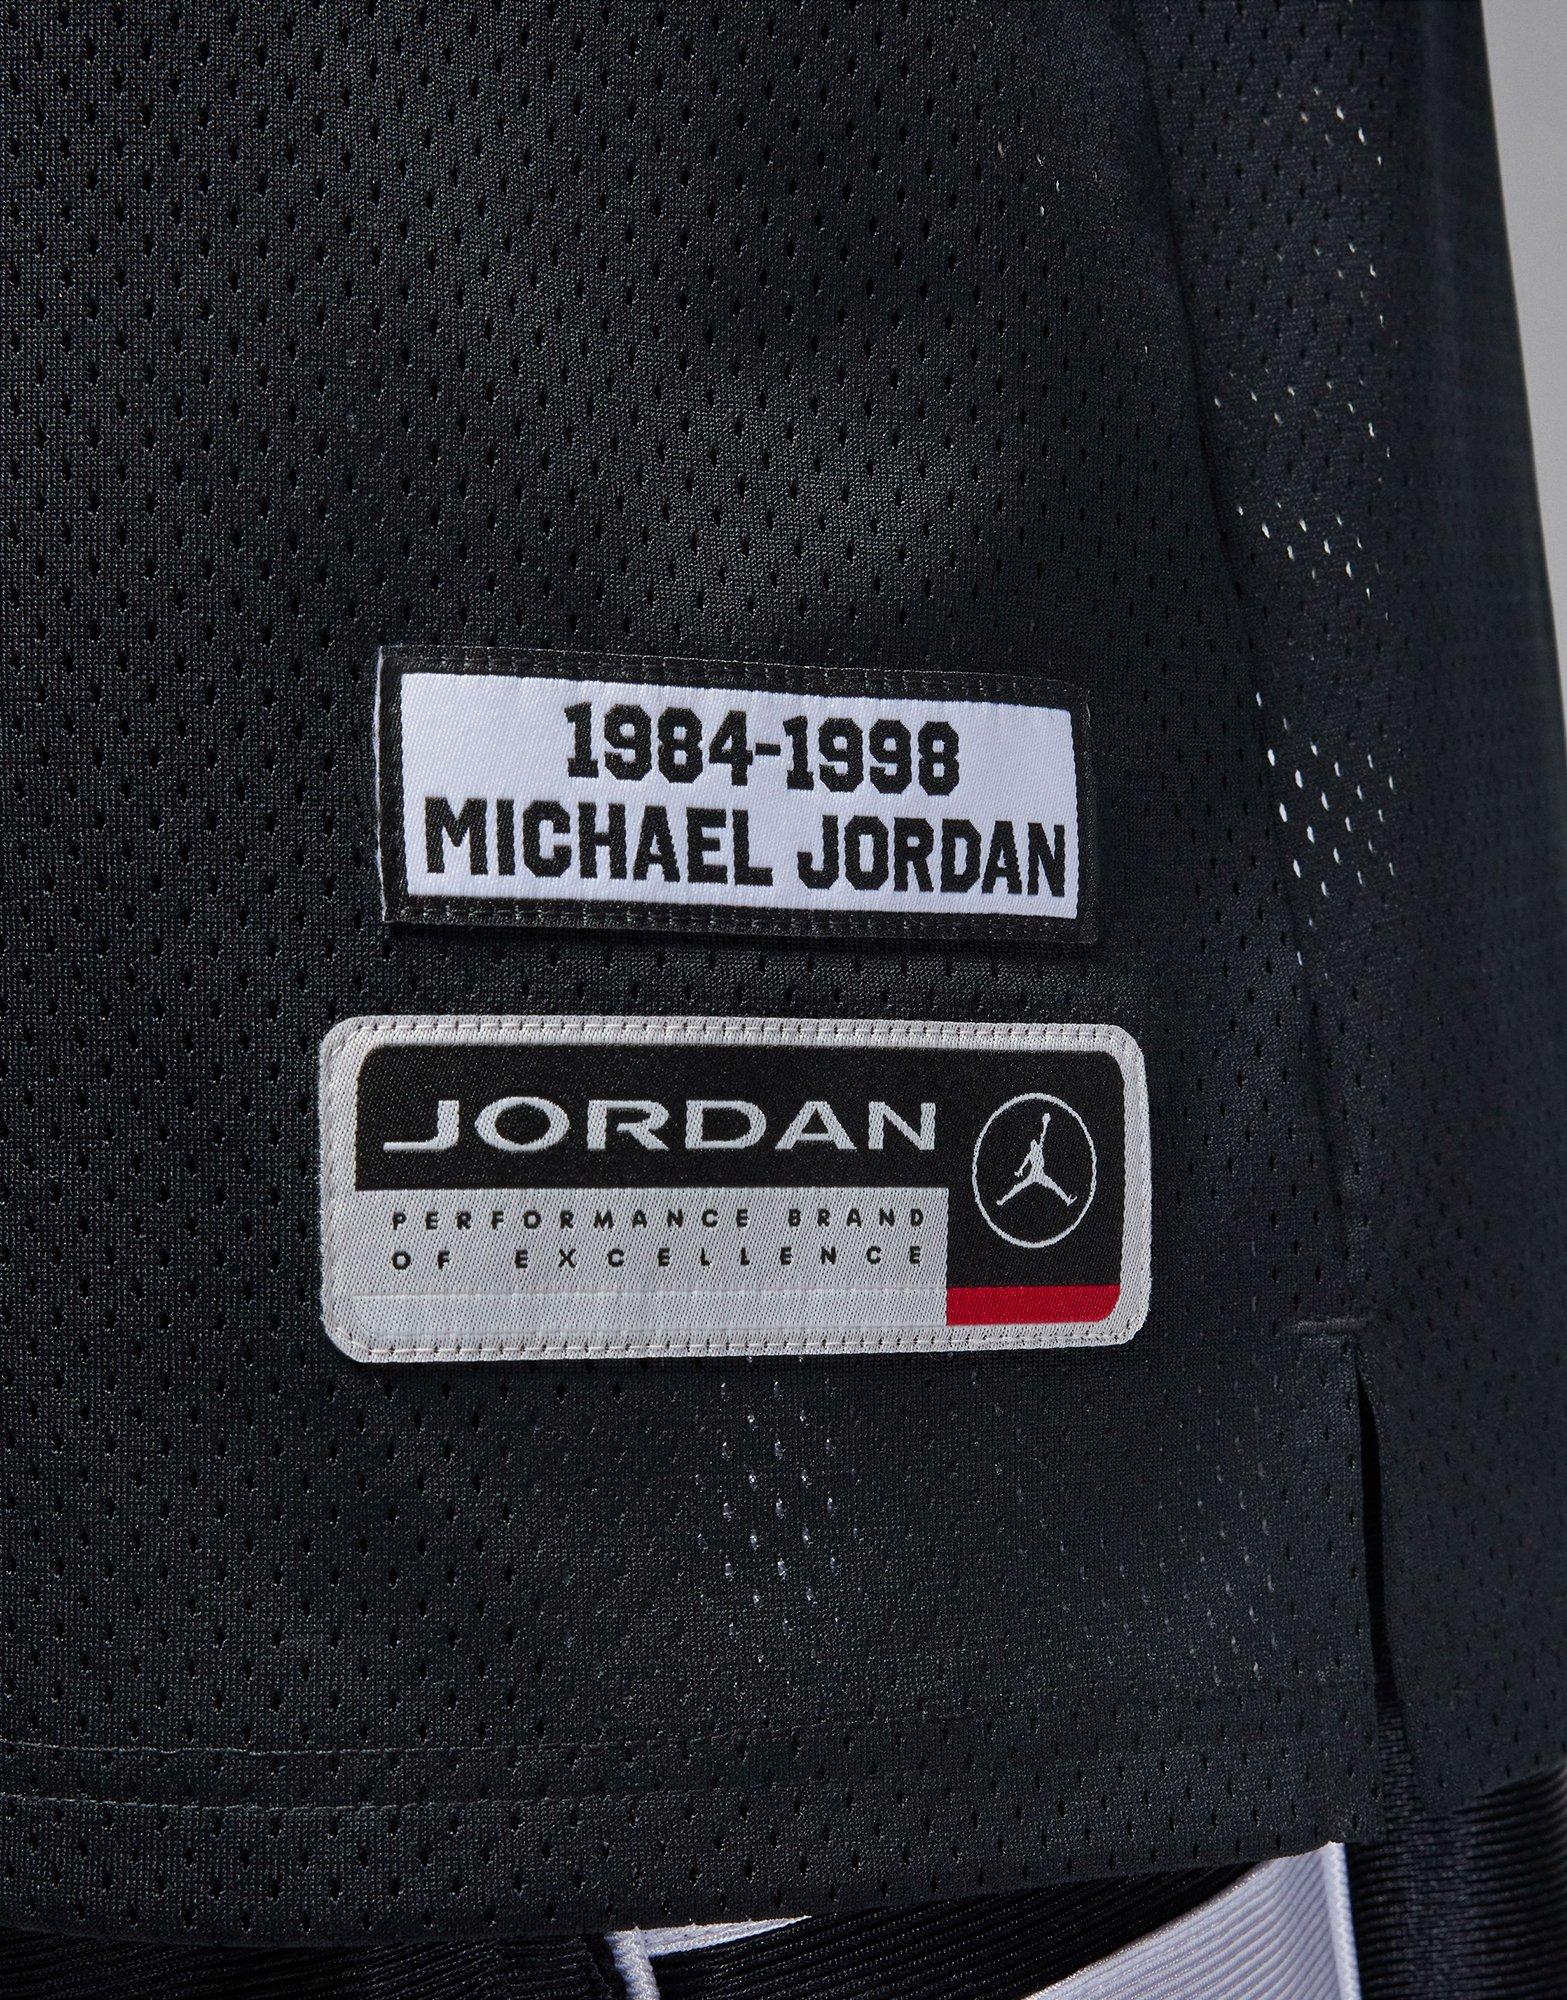 1984-1998
MICHAEL JORDAN
JORDAN
PERFORMANCE BRAND
OF EXCELLENCE